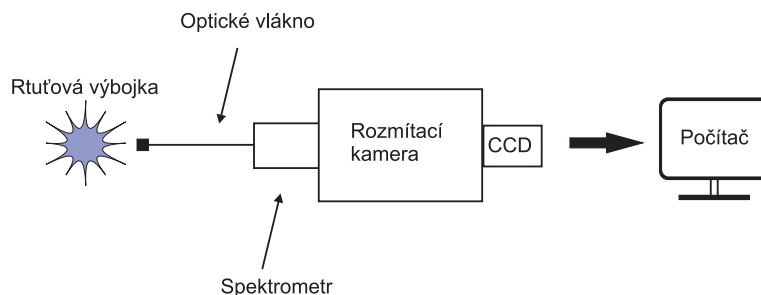 Optické vlákno
Rtuťová výbojka
Rozmítací
kamera
CCD
Počítač
Spektrometr